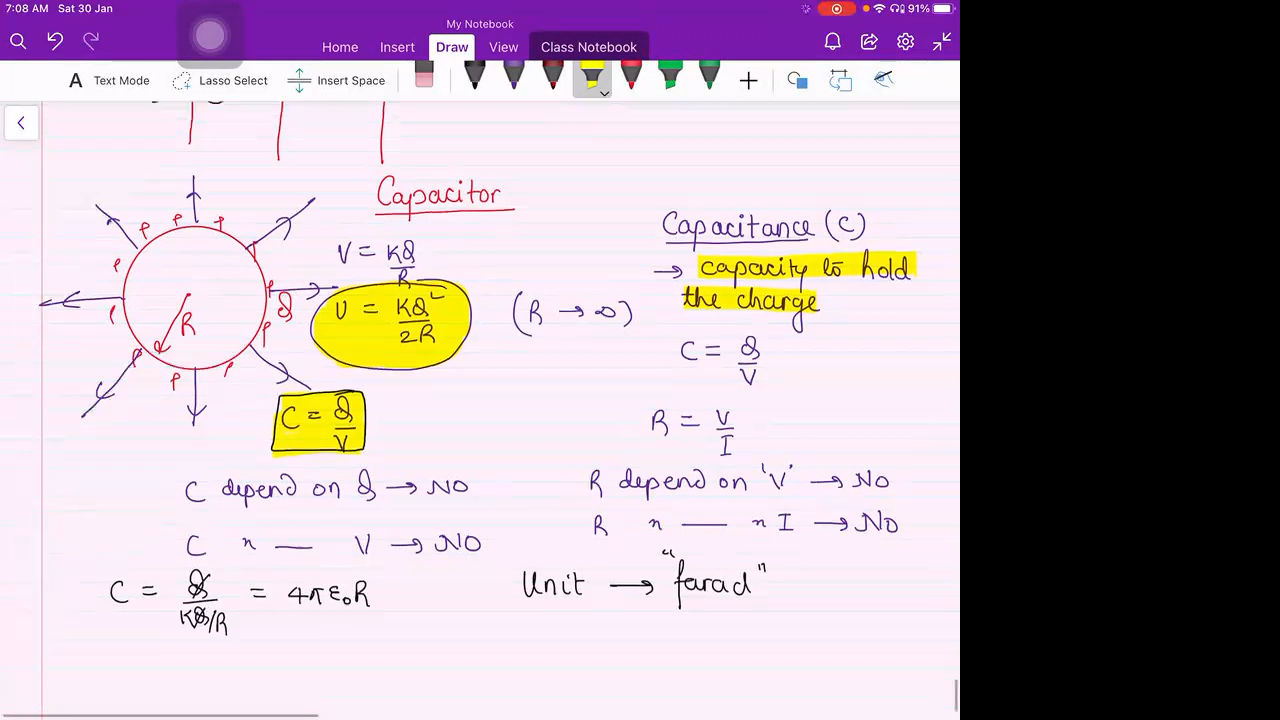 7:08 AM Sat 30 Jan
91%
My Notebook
Home Insert Draw View Class Notebook
A Text Mode Lasso Select Insert Space
Capacitor
V = KQ/R
U = KQ²/2R
(R → ∞)
R
Q
C = Q/V
C depend on Q → NO
C " — V → NO
C = Q/KQ/R = 4πε₀R
Capacitance (C)
→ capacity to hold
the charge
C = Q/V
R = V/I
R depend on 'V' → NO
R " — " I → NO
Unit → "farad"